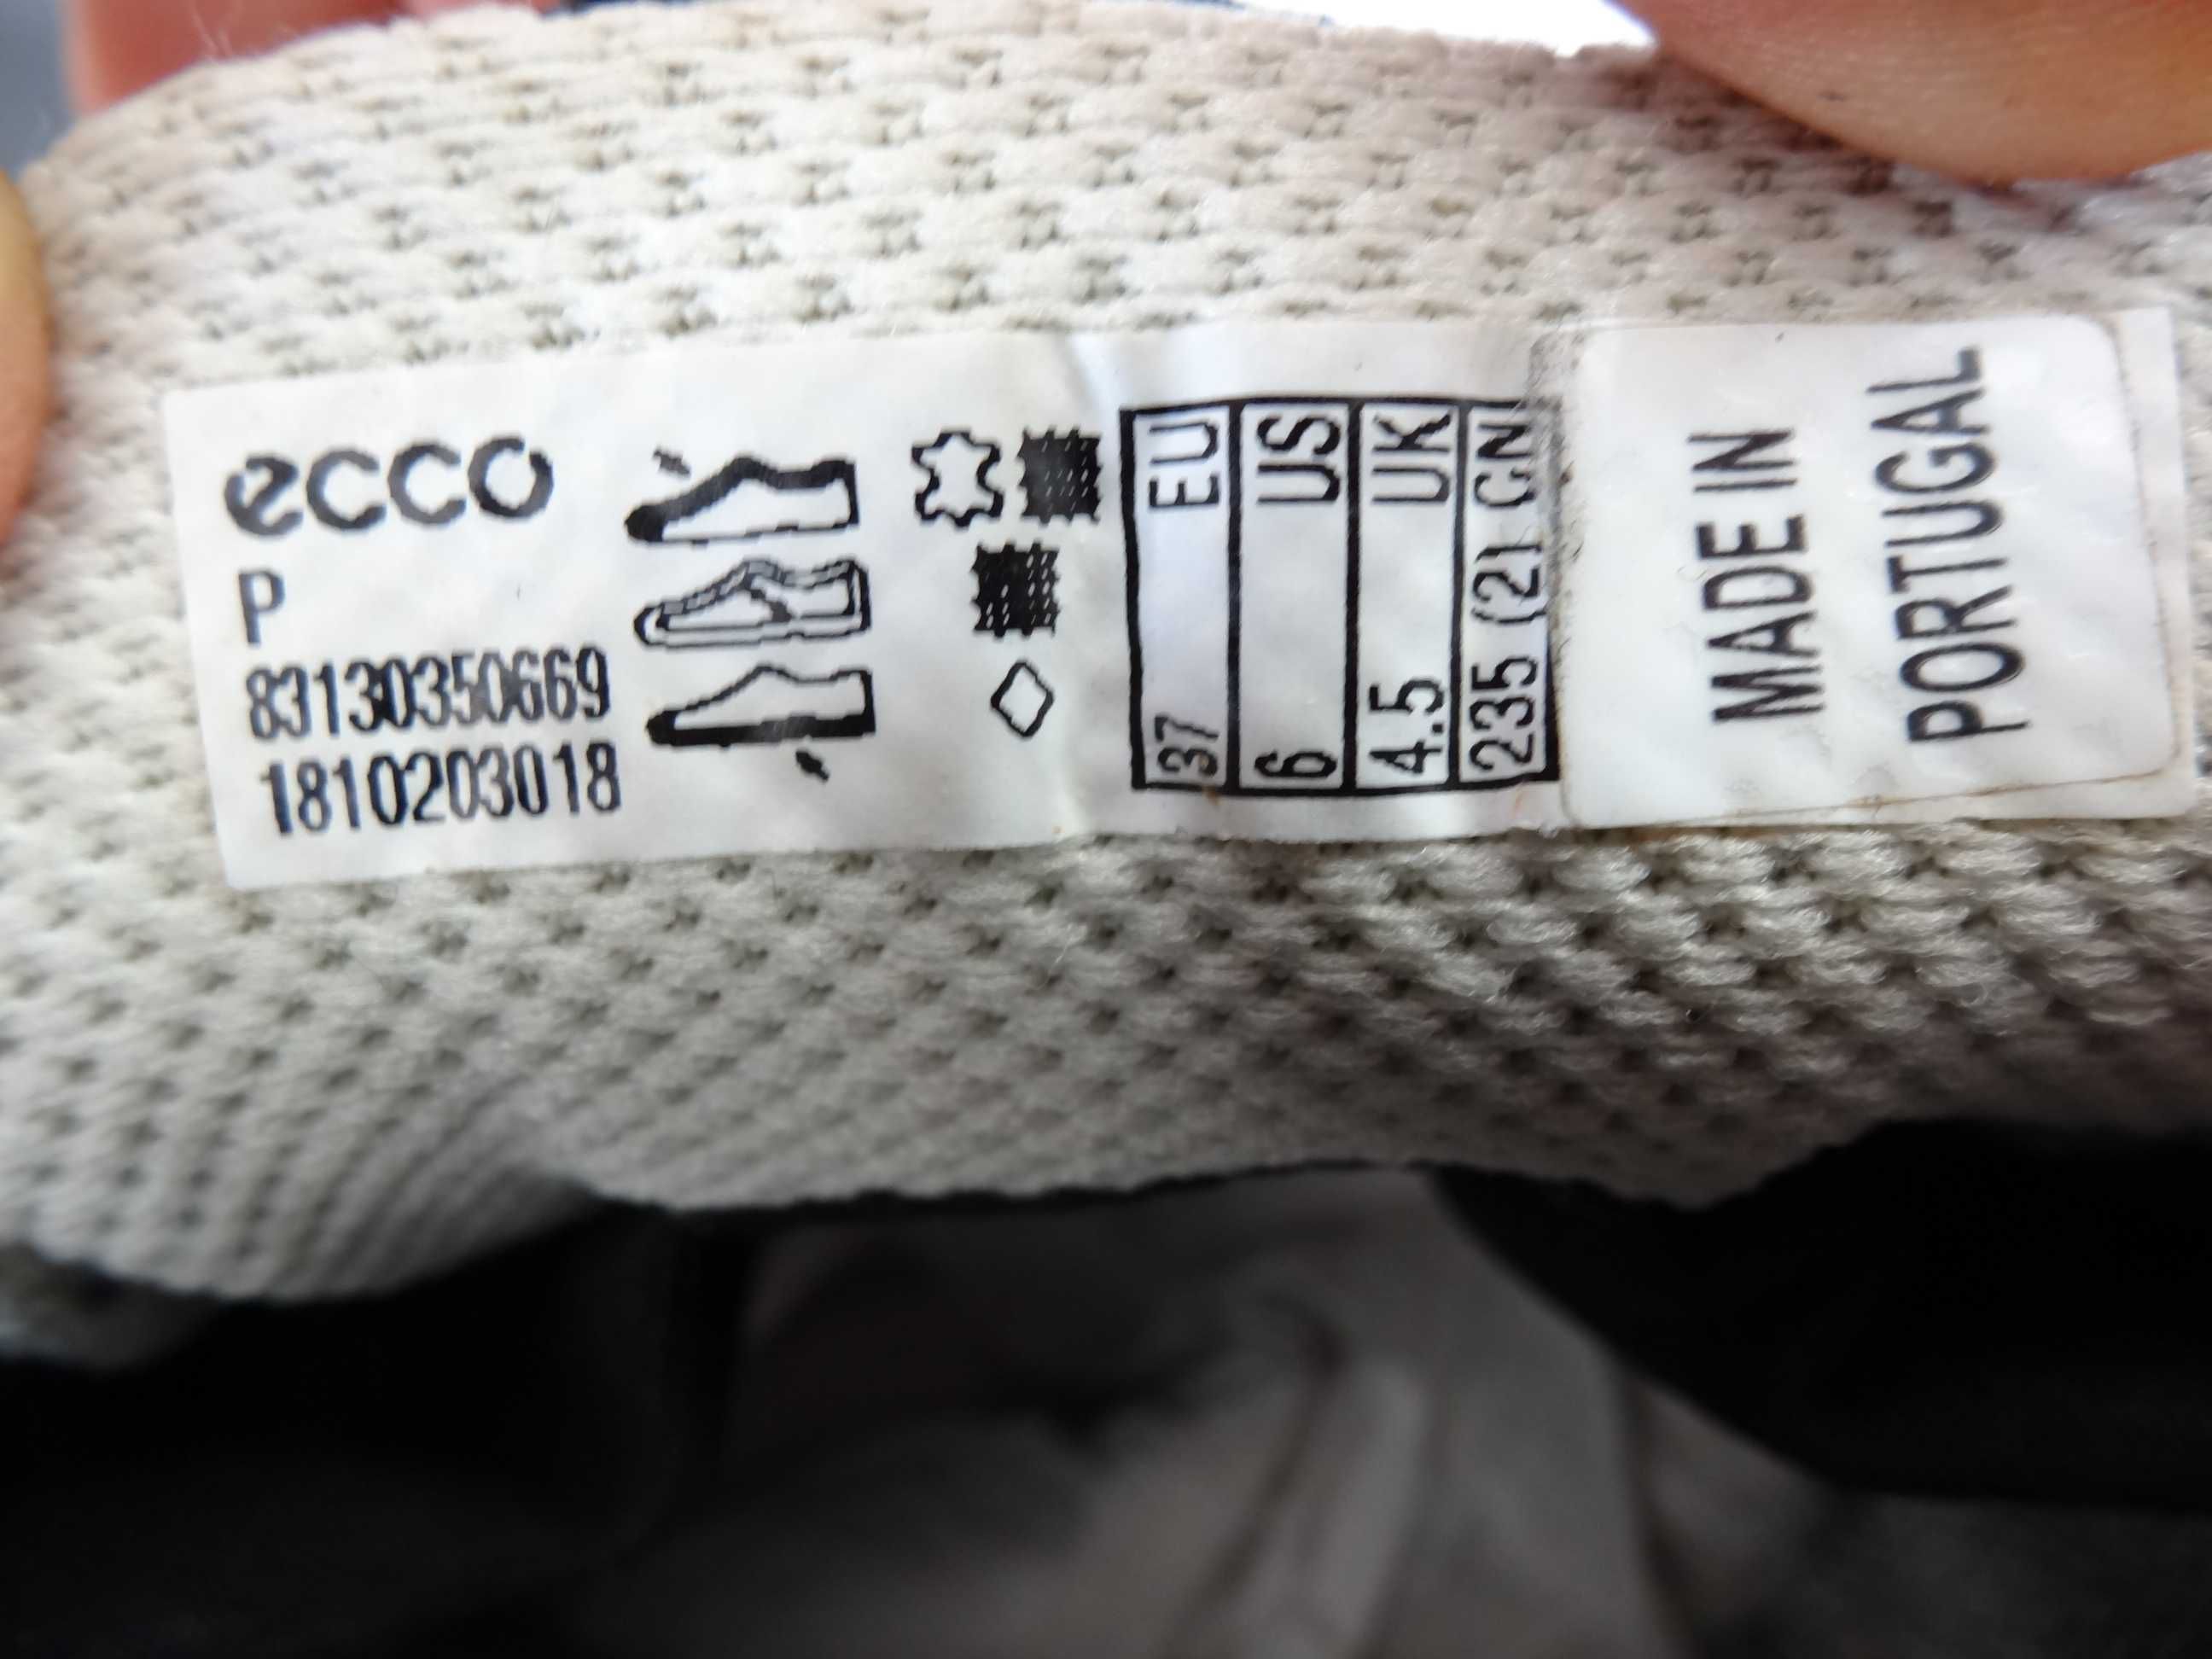 ecco
P
83130350669
1810203018
37 EU
6 US
4.5 UK
235 (2) CN
MADE IN
PORTUGAL